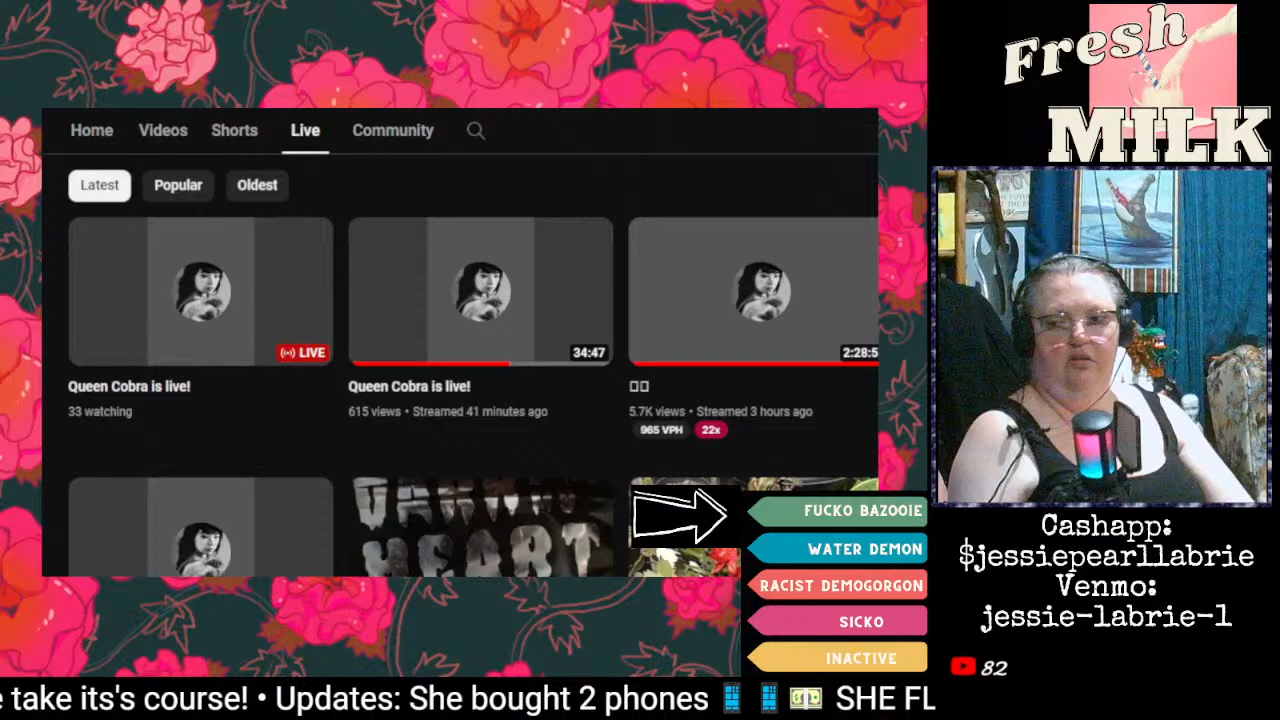 Home Videos Shorts Live Community
Latest Popular Oldest
LIVE
34:47
2:28:5
Queen Cobra is live!
33 watching
Queen Cobra is live!
615 views • Streamed 41 minutes ago
5.7K views • Streamed 3 hours ago
965 VPH 22x
HEART
FUCKO BAZOOIE
WATER DEMON
RACIST DEMOGORGON
SICKO
INACTIVE
Fresh
MILK
Cashapp:
$jessiepearllabrie
Venmo:
jessie-labrie-1
82
e take its's course! • Updates: She bought 2 phones 📱 📱 💵 SHE FL